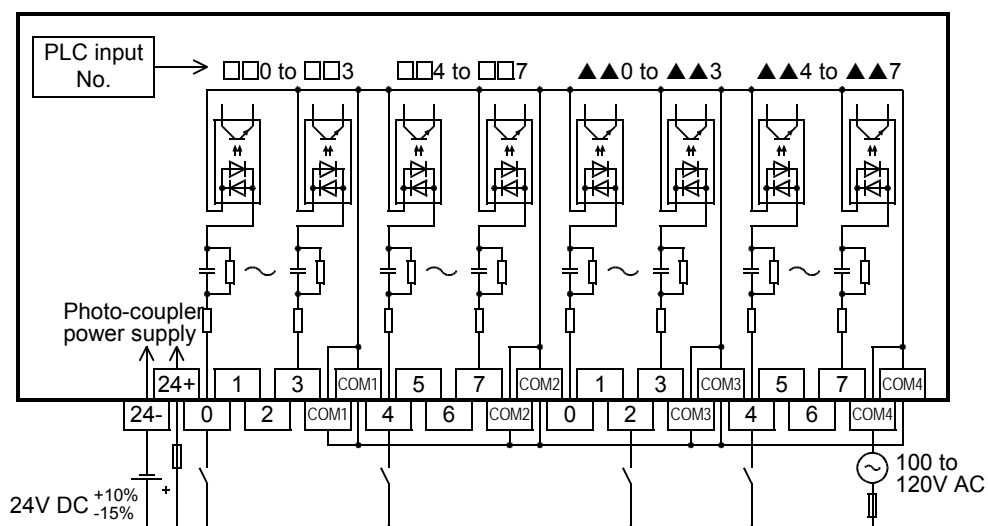 PLC input
No.
□□0 to □□3 □□4 to □□7 ▲▲0 to ▲▲3 ▲▲4 to ▲▲7
Photo-coupler
power supply
24+ 1 3 COM1 5 7 COM2 1 3 COM3 5 7 COM4
24- 0 2 COM1 4 6 COM2 0 2 COM3 4 6 COM4
24V DC +10%
-15%
+
100 to
120V AC